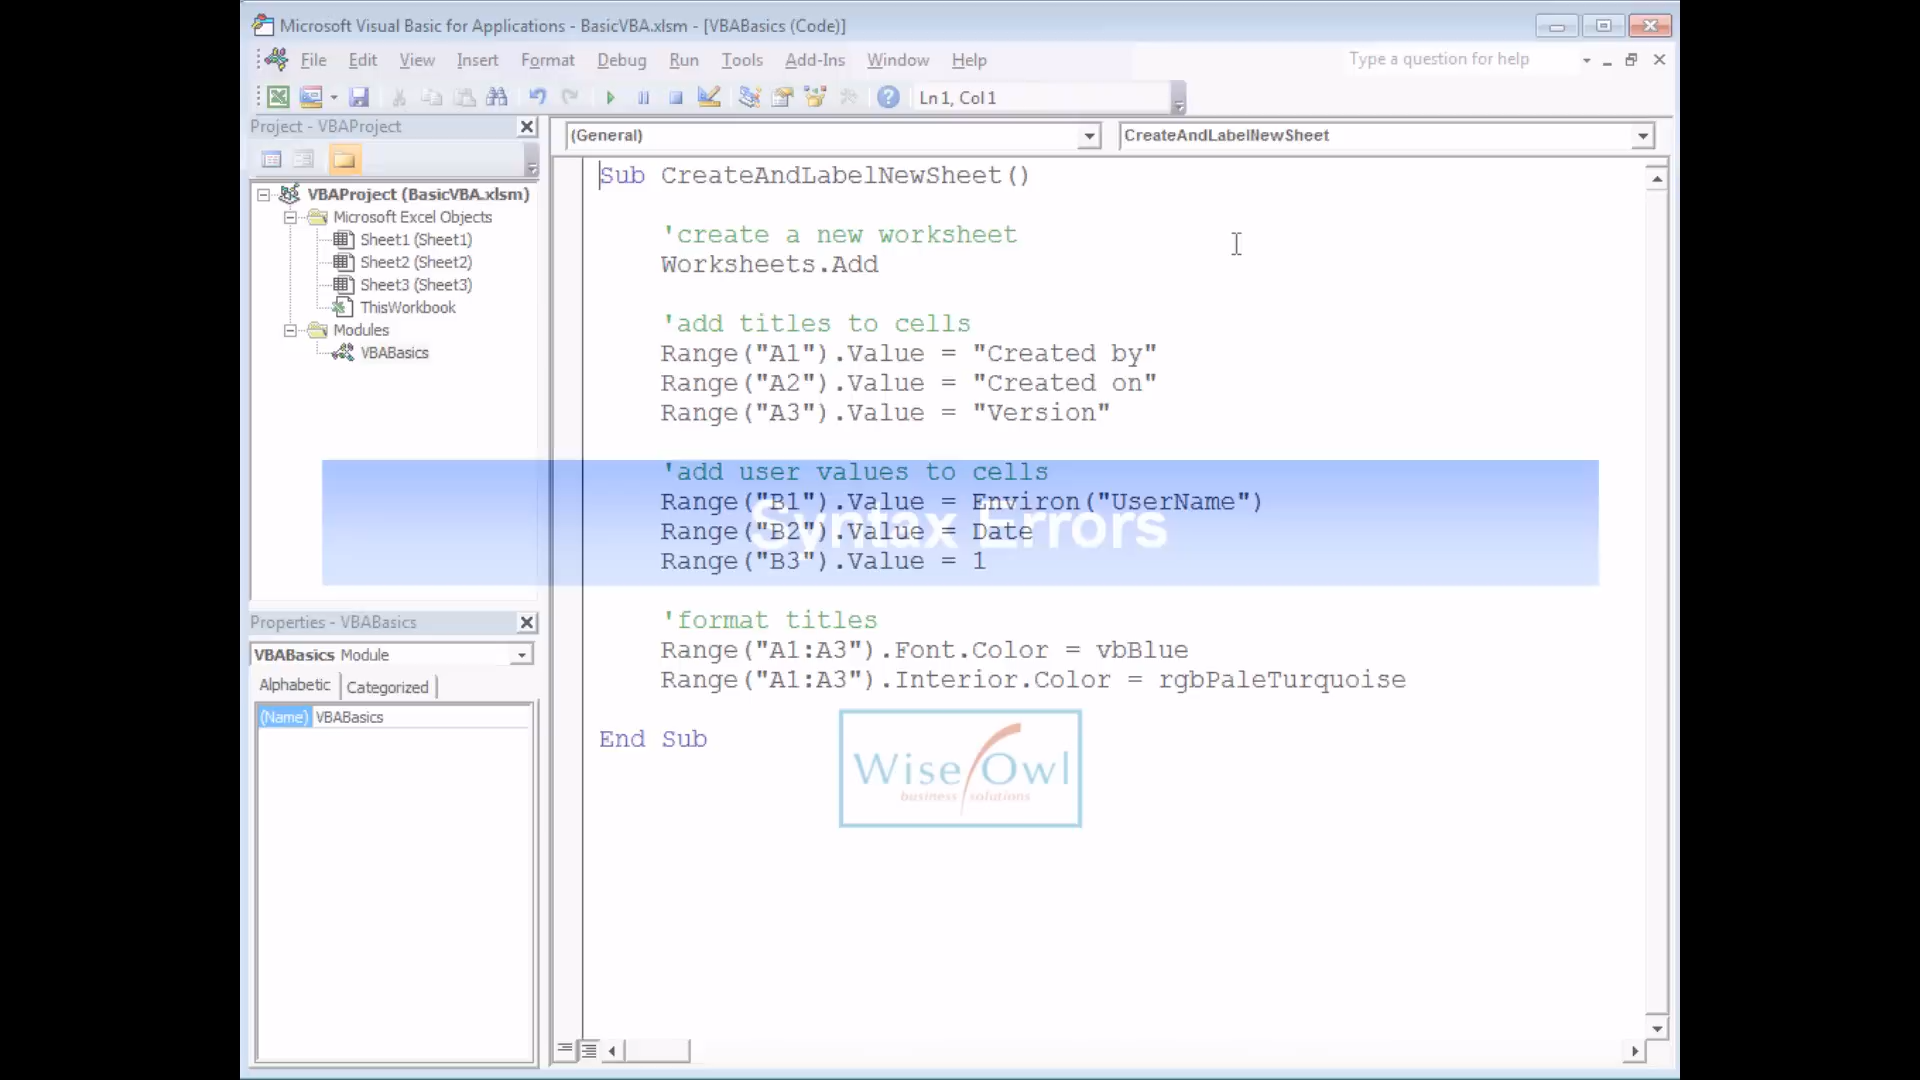 Microsoft Visual Basic for Applications - BasicVBA.xlsm - [VBABasics (Code)]
File Edit View Insert Format Debug Run Tools Add-Ins Window Help
Type a question for help
Ln 1, Col 1
Project - VBAProject
(General)
CreateAndLabelNewSheet
VBAProject (BasicVBA.xlsm)
Microsoft Excel Objects
Sheet1 (Sheet1)
Sheet2 (Sheet2)
Sheet3 (Sheet3)
ThisWorkbook
Modules
VBABasics
Properties - VBABasics
VBABasics Module
Alphabetic Categorized
(Name) VBABasics
Sub CreateAndLabelNewSheet()
'create a new worksheet
Worksheets.Add
'add titles to cells
Range("A1").Value = "Created by"
Range("A2").Value = "Created on"
Range("A3").Value = "Version"
'add user values to cells
Range("B1").Value = Environ("UserName")
Range("B2").Value = Date
Range("B3").Value = 1
Syntax Errors
'format titles
Range("A1:A3").Font.Color = vbBlue
Range("A1:A3").Interior.Color = rgbPaleTurquoise
End Sub
Wise Owl
business solutions